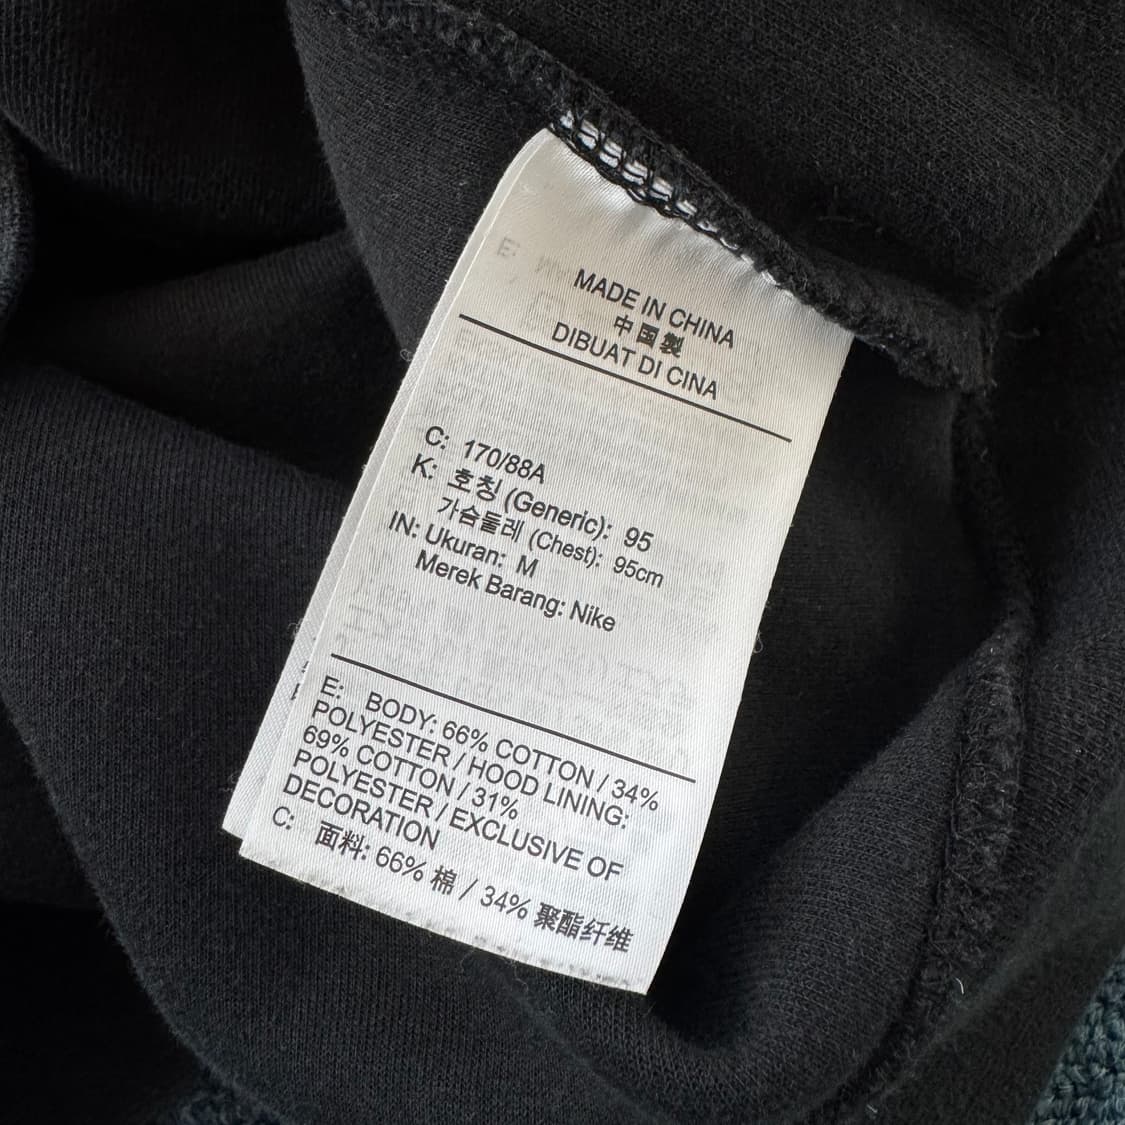 MADE IN CHINA
中国製
DIBUAT DI CINA
C: 170/88A
K: 호칭 (Generic): 95
가슴둘레 (Chest): 95cm
IN: Ukuran: M
Merek Barang: Nike
E: BODY: 66% COTTON / 34%
POLYESTER / HOOD LINING:
69% COTTON / 31%
POLYESTER / EXCLUSIVE OF
DECORATION
C: 面料: 66% 棉 / 34% 聚酯纤维